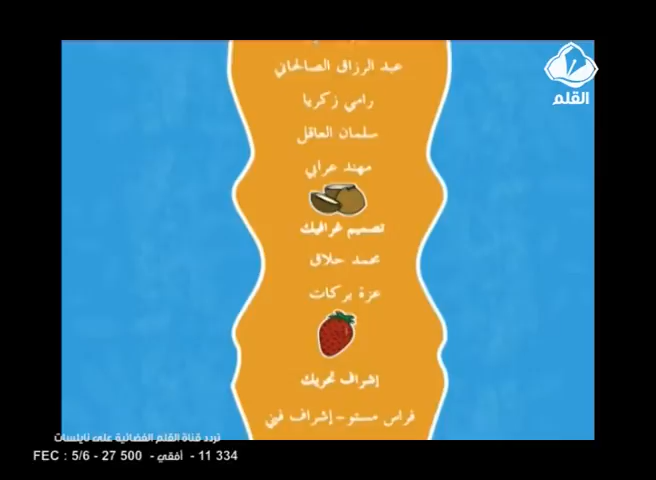 عبد الرزاق الصالحاني
رامي زكريا
سلمان العاقل
مهند عرابي
تصميم غرافيك
محمد حلاق
عزة بركات
إشراف تحريك
فراس مستو - إشراف فني
القلم
تردد قناة القلم الفضائية على نايلسات
FEC : 5/6 - 27 500 - أفقي - 11 334